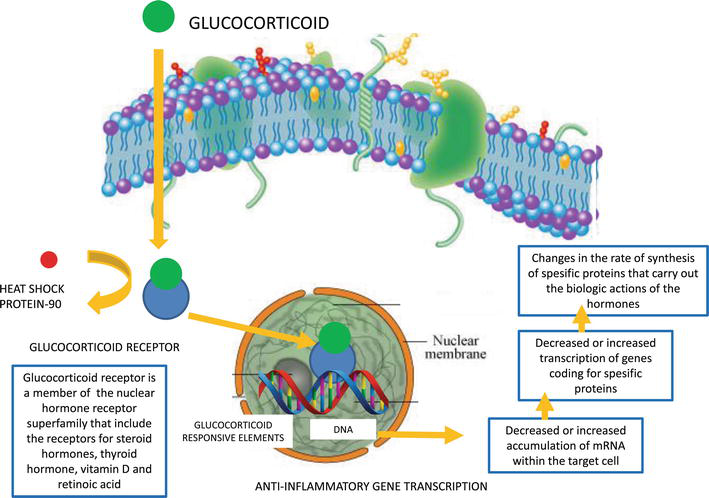 GLUCOCORTICOID
HEAT SHOCK
PROTEIN-90
GLUCOCORTICOID RECEPTOR
Glucocorticoid receptor is
a member of the nuclear
hormone receptor
superfamily that include
the receptors for steroid
hormones, thyroid
hormone, vitamin D and
retinoic acid
Nuclear
membrane
GLUCOCORTICOID
RESPONSIVE ELEMENTS
DNA
ANTI-INFLAMMATORY GENE TRANSCRIPTION
Changes in the rate of synthesis
of spesific proteins that carry out
the biologic actions of the
hormones
Decreased or increased
transcription of genes
coding for spesific
proteins
Decreased or increased
accumulation of mRNA
within the target cell